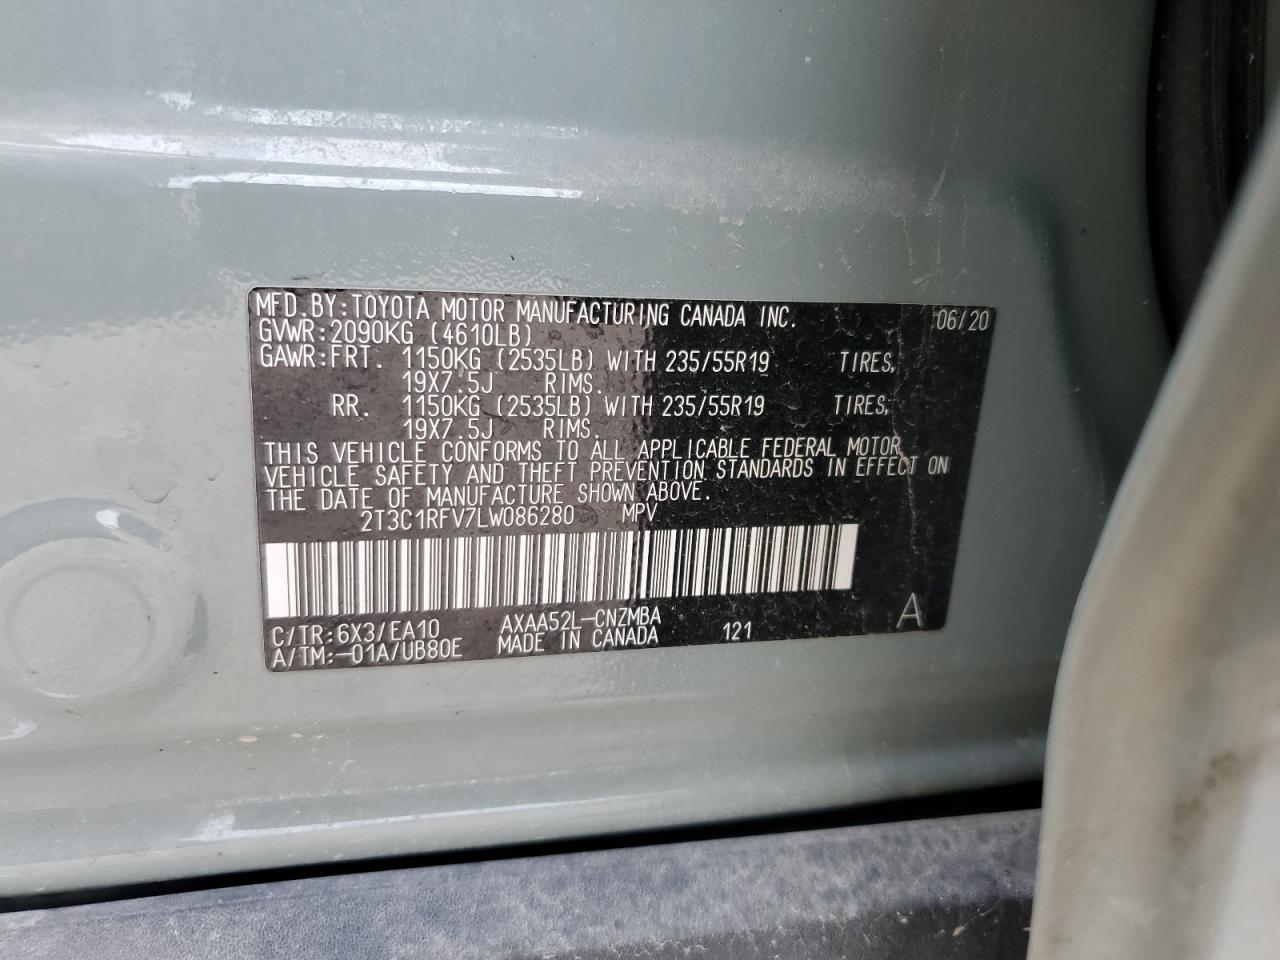 MFD.BY:TOYOTA MOTOR MANUFACTURING CANADA INC. 06/20
GVWR:2090KG (4610LB)
GAWR:FRT. 1150KG (2535LB) WITH 235/55R19 TIRES,
19X7.5J RIMS.
RR. 1150KG (2535LB) WITH 235/55R19 TIRES,
19X7.5J RIMS.
THIS VEHICLE CONFORMS TO ALL APPLICABLE FEDERAL MOTOR
VEHICLE SAFETY AND THEFT PREVENTION STANDARDS IN EFFECT ON
THE DATE OF MANUFACTURE SHOWN ABOVE.
2T3C1RFV7LW086280 MPV
C/TR:6X3/EA10 AXAA52L-CNZMBA
A/TM:-01A/UB80E MADE IN CANADA 121 A